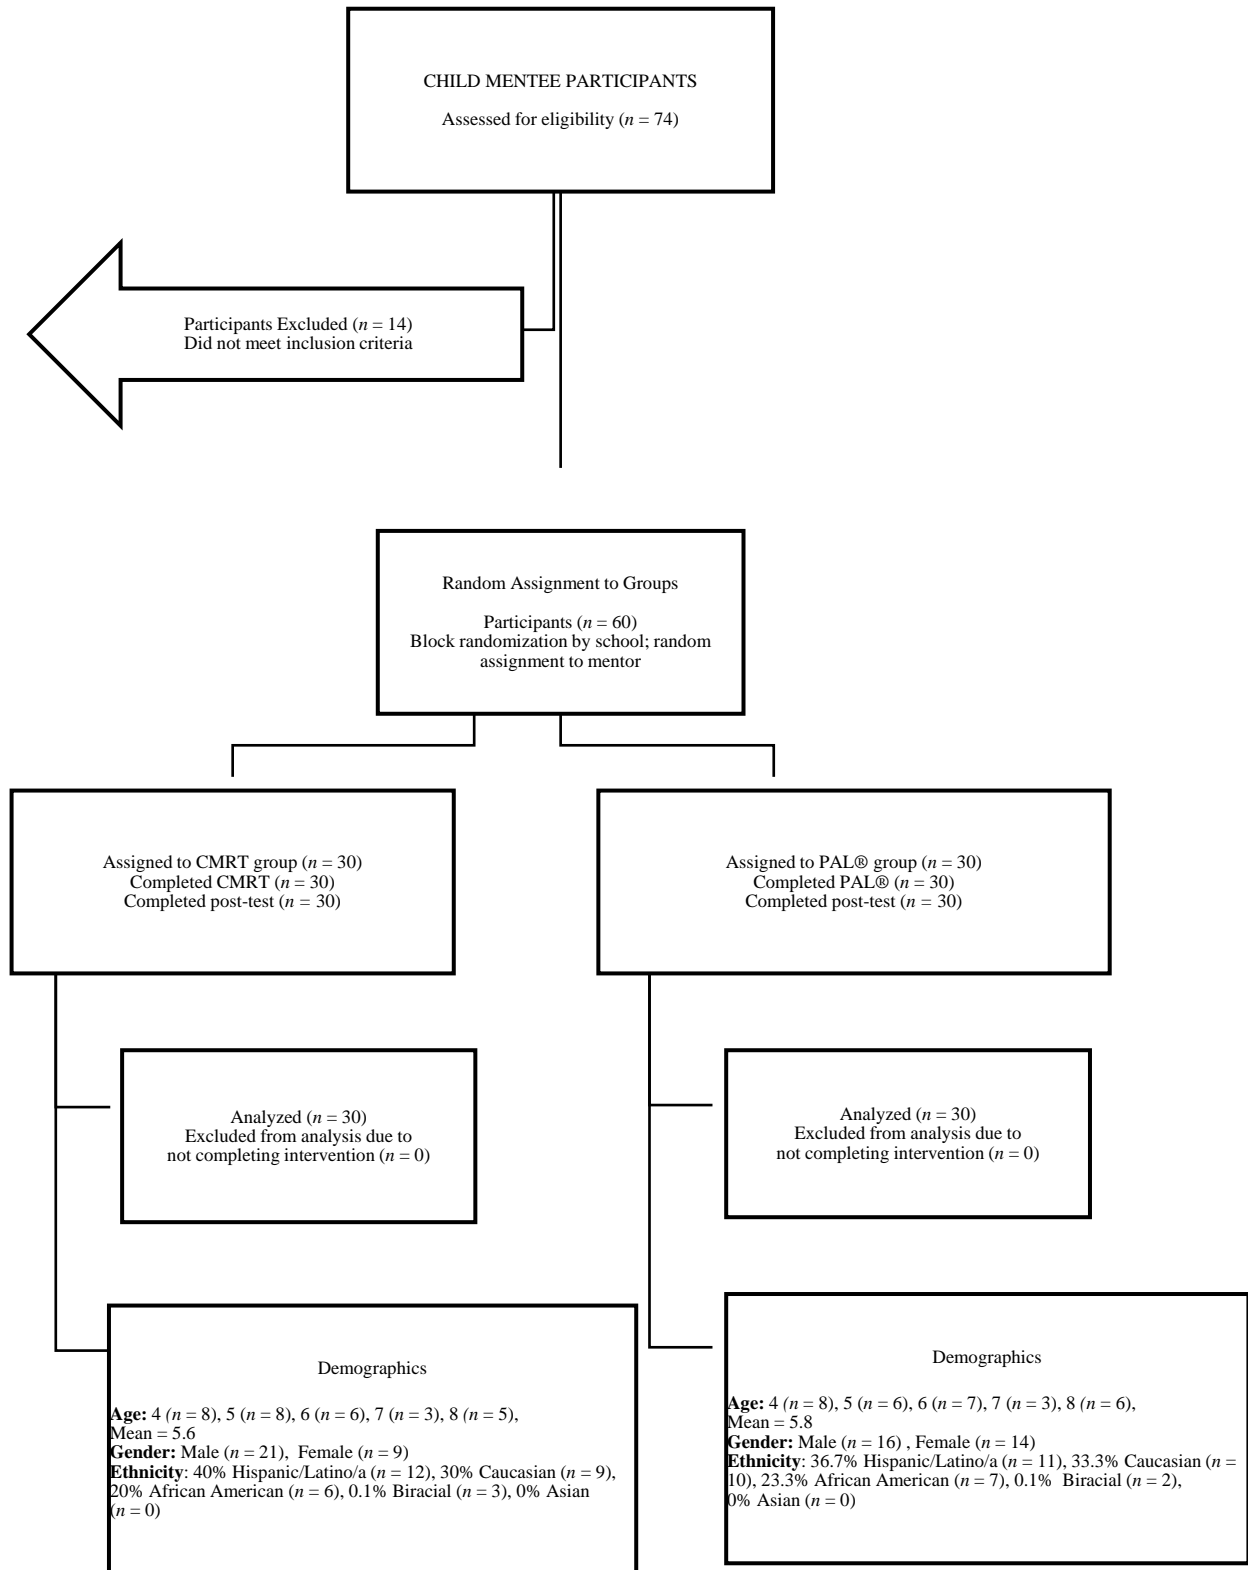 CHILD MENTEE PARTICIPANTS
Assessed for eligibility (n = 74)
Participants Excluded (n = 14)
Did not meet inclusion criteria
Random Assignment to Groups
Participants (n = 60)
Block randomization by school; random
assignment to mentor
Assigned to CMRT group (n = 30)
Completed CMRT (n = 30)
Completed post-test (n = 30)
Assigned to PAL® group (n = 30)
Completed PAL® (n = 30)
Completed post-test (n = 30)
Analyzed (n = 30)
Excluded from analysis due to
not completing intervention (n = 0)
Analyzed (n = 30)
Excluded from analysis due to
not completing intervention (n = 0)
Demographics
Age: 4 (n = 8), 5 (n = 8), 6 (n = 6), 7 (n = 3), 8 (n = 5),
Mean = 5.6
Gender: Male (n = 21), Female (n = 9)
Ethnicity: 40% Hispanic/Latino/a (n = 12), 30% Caucasian (n = 9),
20% African American (n = 6), 0.1% Biracial (n = 3), 0% Asian
(n = 0)
Demographics
Age: 4 (n = 8), 5 (n = 6), 6 (n = 7), 7 (n = 3), 8 (n = 6),
Mean = 5.8
Gender: Male (n = 16) , Female (n = 14)
Ethnicity: 36.7% Hispanic/Latino/a (n = 11), 33.3% Caucasian (n =
10), 23.3% African American (n = 7), 0.1% Biracial (n = 2),
0% Asian (n = 0)